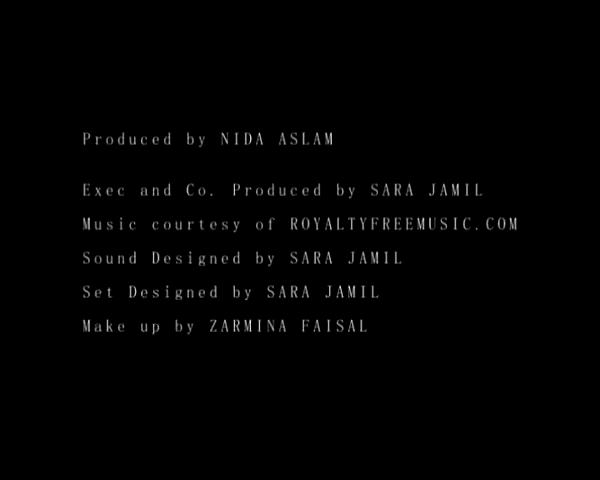 Produced by NIDA ASLAM
Exec and Co. Produced by SARA JAMIL
Music courtesy of ROYALTYFREEMUSIC.COM
Sound Designed by SARA JAMIL
Set Designed by SARA JAMIL
Make up by ZARMINA FAISAL